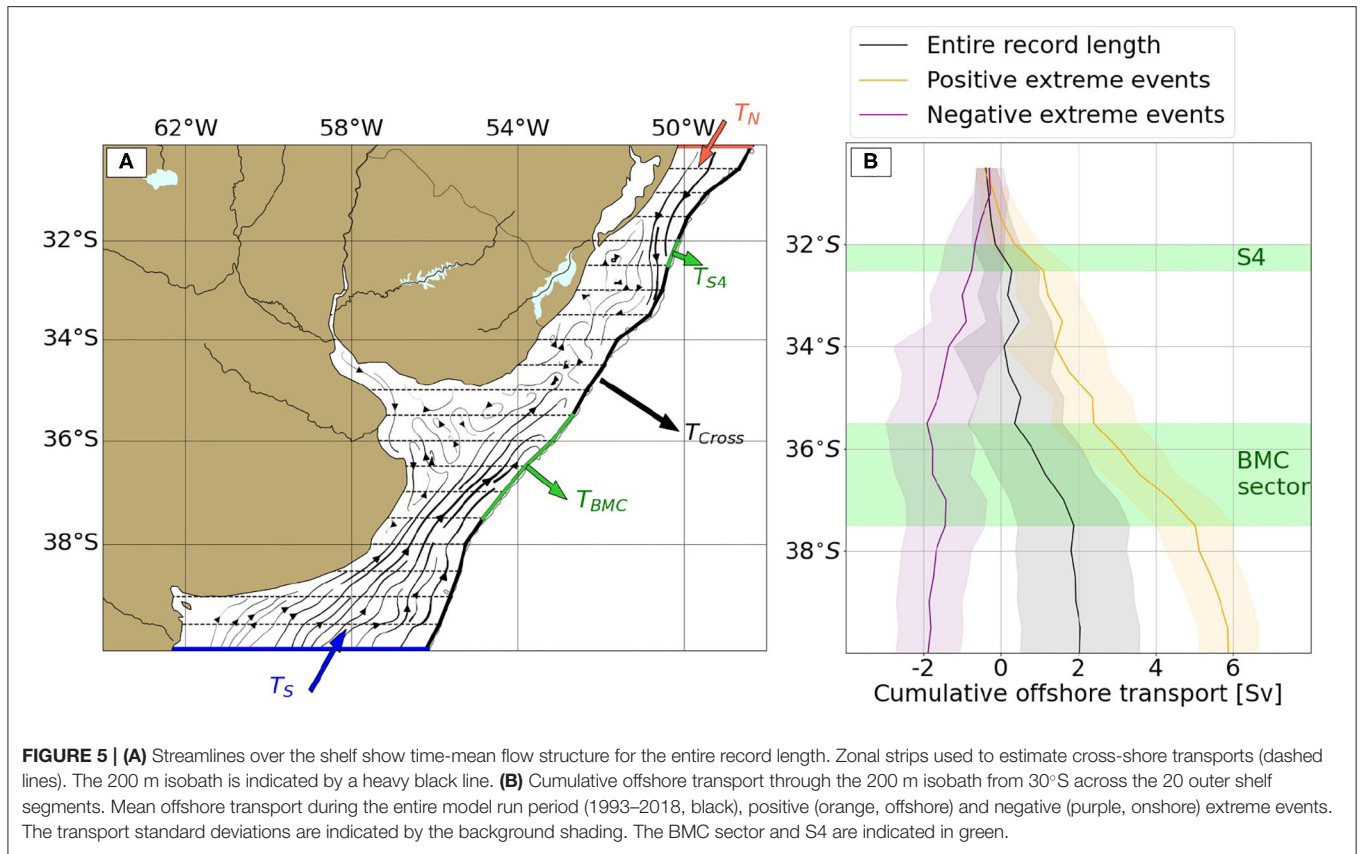 Entire record length
Positive extreme events
Negative extreme events
62°W 58°W 54°W 50°W
T_N
A
B
32°S
34°S
36°S
38°S
T_S4
T_Cross
T_BMC
T_S
32°S
34°S
36°S
38°S
S4
BMC
sector
-2 0 2 4 6
Cumulative offshore transport [Sv]
FIGURE 5 | (A) Streamlines over the shelf show time-mean flow structure for the entire record length. Zonal strips used to estimate cross-shore transports (dashed
lines). The 200 m isobath is indicated by a heavy black line. (B) Cumulative offshore transport through the 200 m isobath from 30°S across the 20 outer shelf
segments. Mean offshore transport during the entire model run period (1993–2018, black), positive (orange, offshore) and negative (purple, onshore) extreme events.
The transport standard deviations are indicated by the background shading. The BMC sector and S4 are indicated in green.